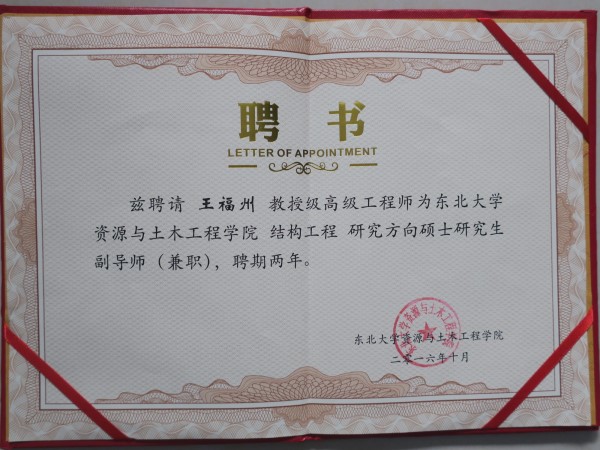 聘 书
LETTER OF APPOINTMENT
兹聘请 王福州 教授级高级工程师为东北大学
资源与土木工程学院 结构工程 研究方向硕士研究生
副导师（兼职），聘期两年。
东北大学资源与土木工程学院
二〇一六年十月